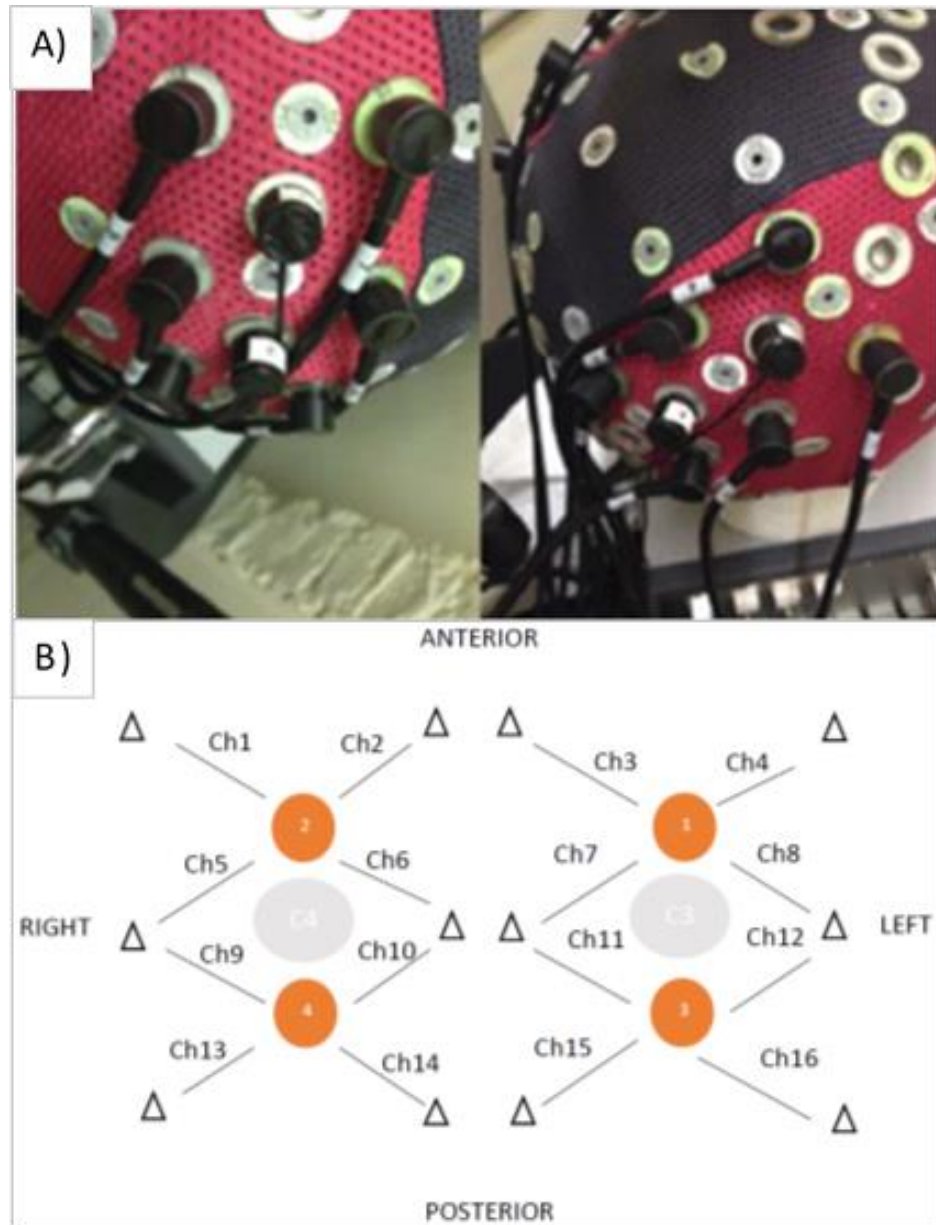 A)
B)
ANTERIOR
Ch1 Ch2 Ch3 Ch4
2 1
Ch5 Ch6 Ch7 Ch8
RIGHT C4 C3 LEFT
Ch9 Ch10 Ch11 Ch12
4 3
Ch13 Ch14 Ch15 Ch16
POSTERIOR